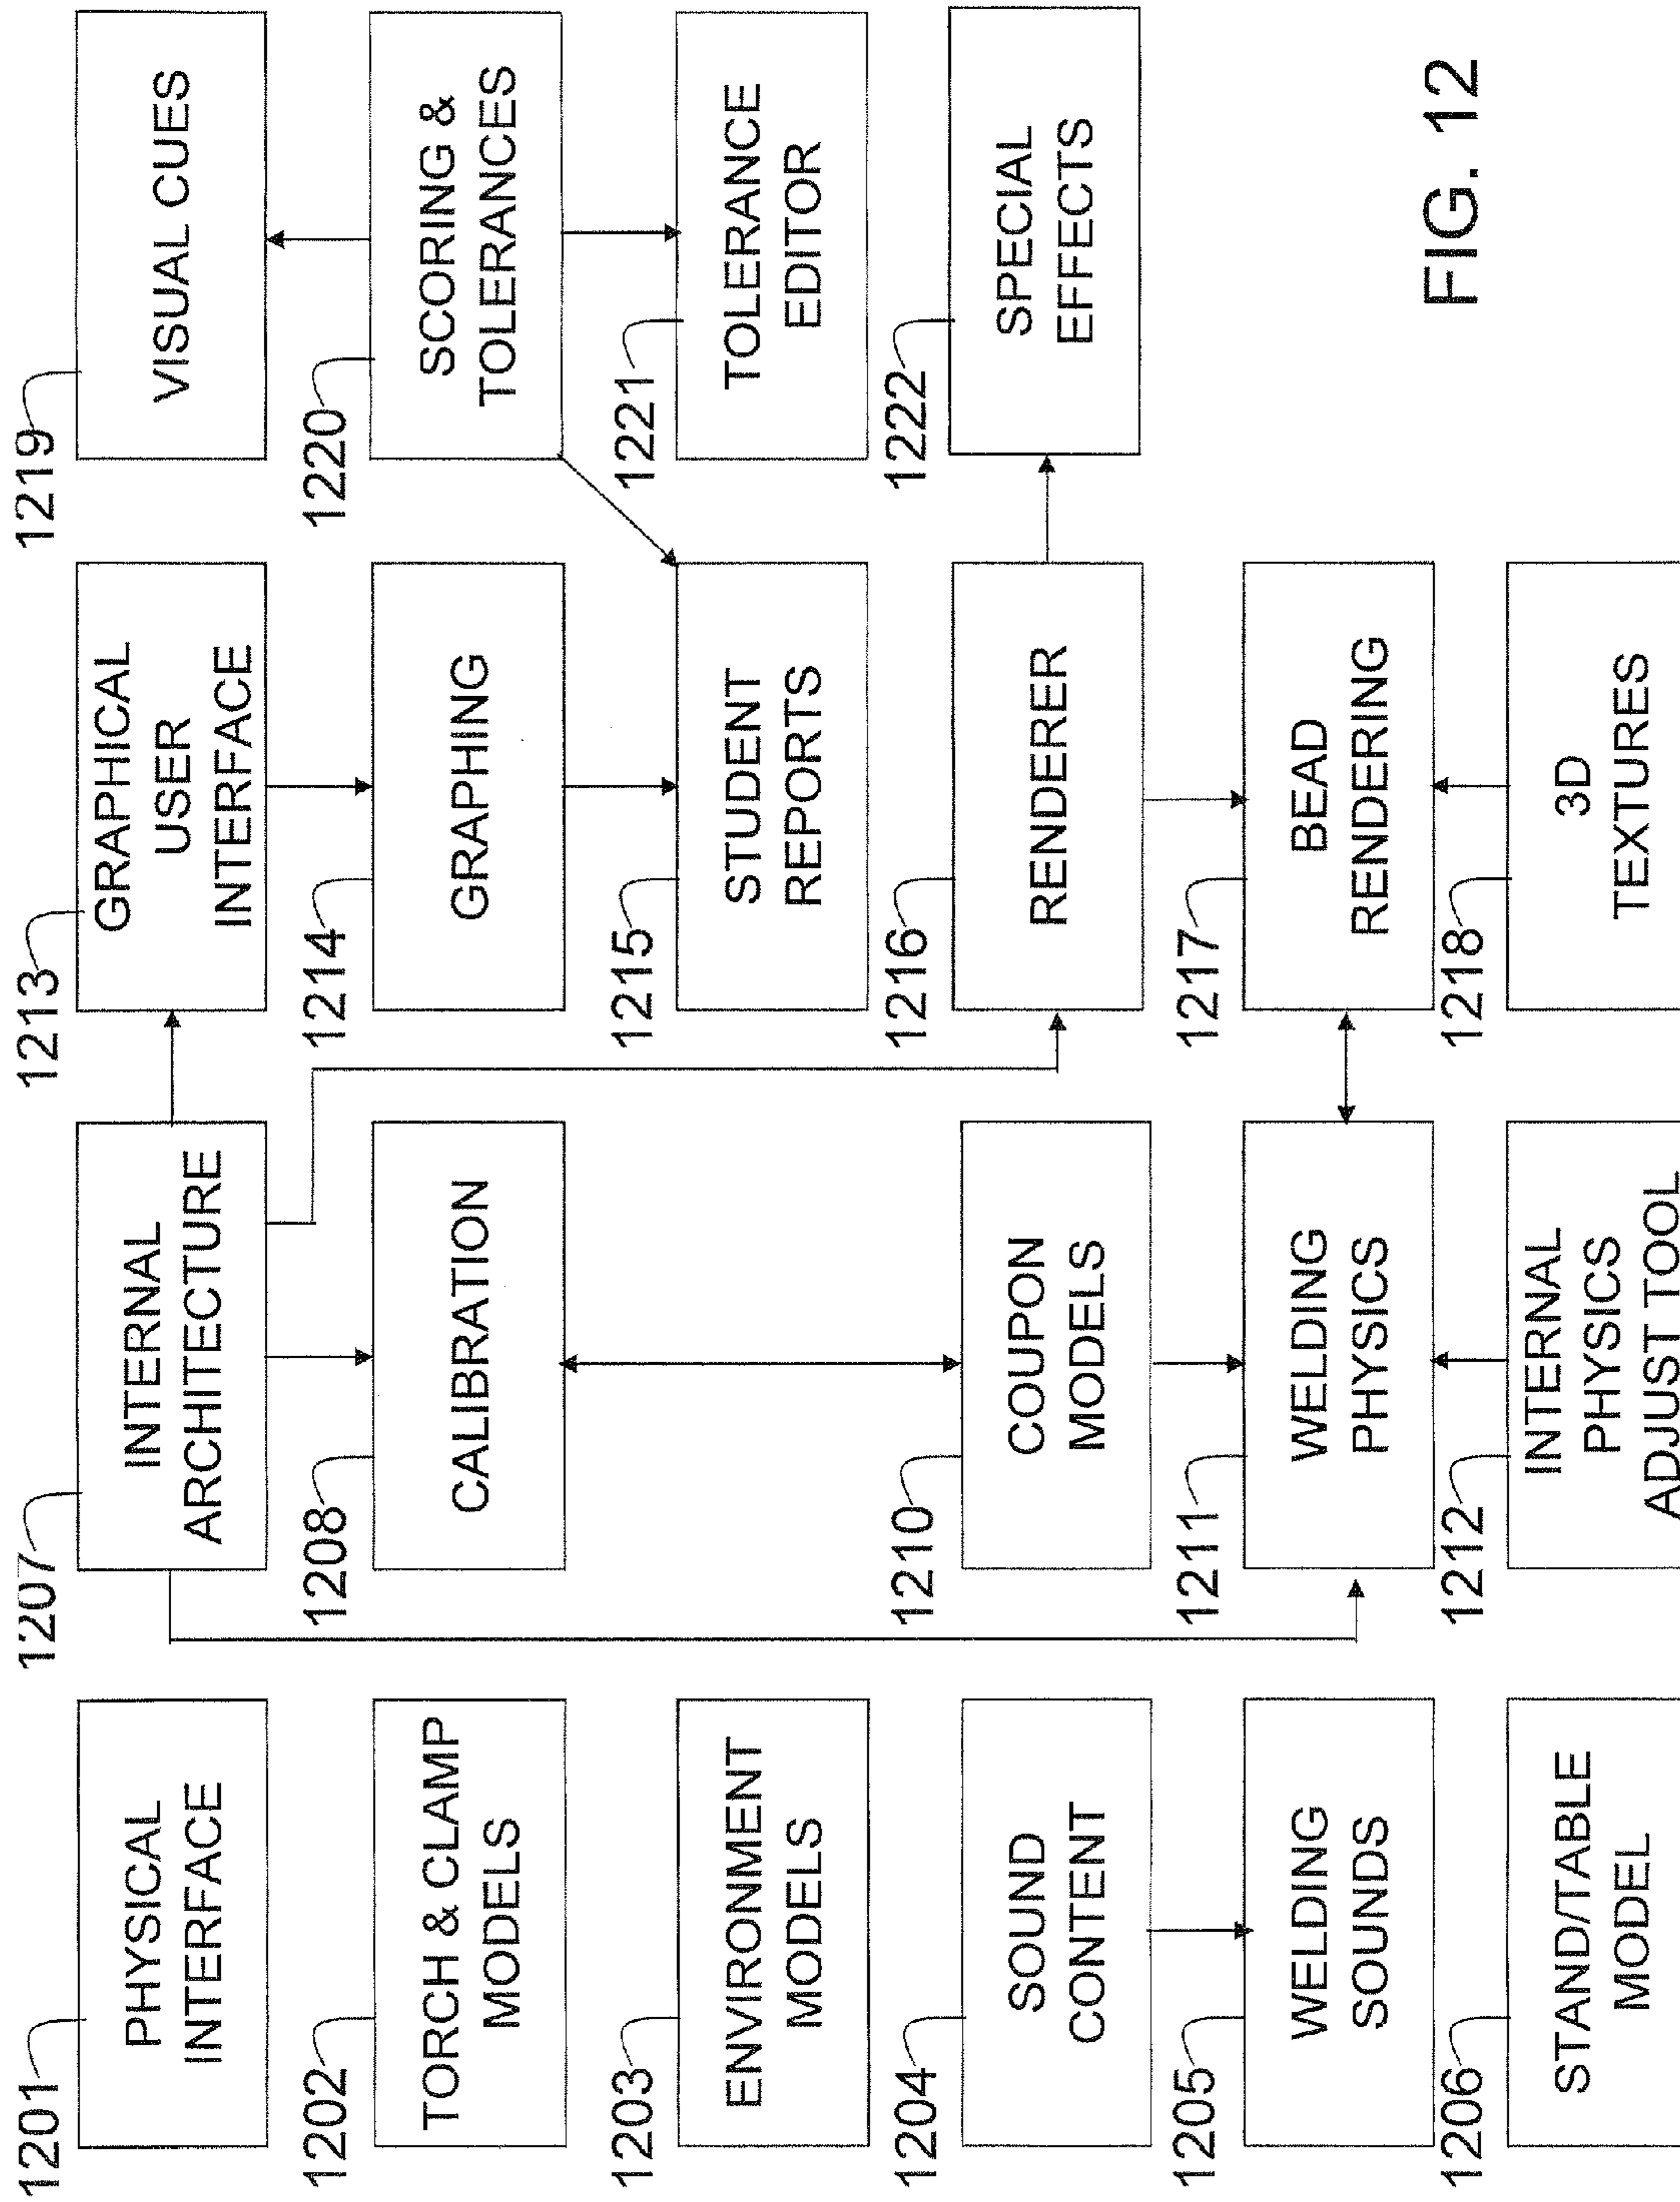 1201
PHYSICAL
INTERFACE
1202
TORCH & CLAMP
MODELS
1203
ENVIRONMENT
MODELS
1204
SOUND
CONTENT
1205
WELDING
SOUNDS
1206
STAND/TABLE
MODEL
1207
INTERNAL
ARCHITECTURE
1208
CALIBRATION
1210
COUPON
MODELS
1211
WELDING
PHYSICS
1212
INTERNAL
PHYSICS
ADJUST TOOL
1213
GRAPHICAL
USER
INTERFACE
1214
GRAPHING
1215
STUDENT
REPORTS
1216
RENDERER
1217
BEAD
RENDERING
1218
3D
TEXTURES
1219
VISUAL CUES
1220
SCORING &
TOLERANCES
1221
TOLERANCE
EDITOR
1222
SPECIAL
EFFECTS
FIG. 12